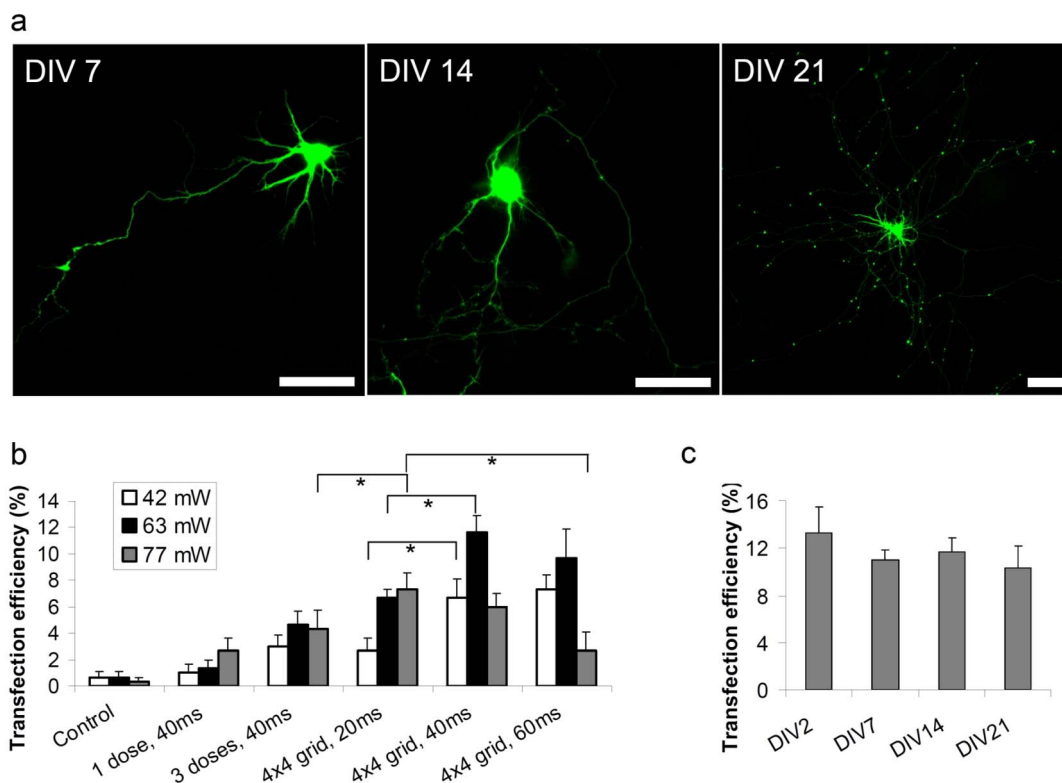 a
DIV 7
DIV 14
DIV 21
b
Transfection efficiency (%)
14
12
10
8
6
4
2
0
42 mW
63 mW
77 mW
*
*
*
*
Control
1 dose, 40ms
3 doses, 40ms
4x4 grid, 20ms
4x4 grid, 40ms
4x4 grid, 60ms
c
Transfection efficiency (%)
16
12
8
4
0
DIV2
DIV7
DIV14
DIV21